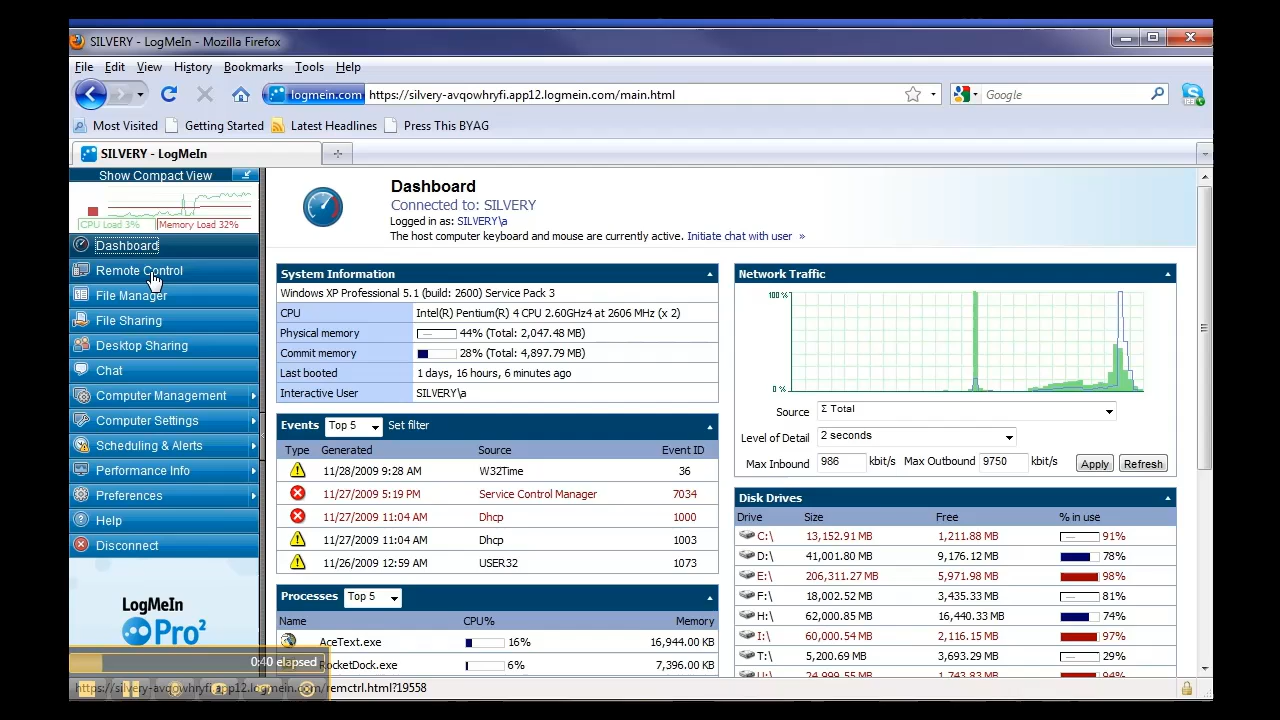 SILVERY - LogMeIn - Mozilla Firefox
File Edit View History Bookmarks Tools Help
logmein.com https://silvery-avqowhryfi.app12.logmein.com/main.html
Google
Most Visited Getting Started Latest Headlines Press This BYAG
SILVERY - LogMeIn
Show Compact View
CPU Load 3% Memory Load 32%
Dashboard
Remote Control
File Manager
File Sharing
Desktop Sharing
Chat
Computer Management
Computer Settings
Scheduling & Alerts
Performance Info
Preferences
Help
Disconnect
LogMeIn
Pro²
0:40 elapsed
Dashboard
Connected to: SILVERY
Logged in as: SILVERY\a
The host computer keyboard and mouse are currently active. Initiate chat with user »
System Information
Windows XP Professional 5.1 (build: 2600) Service Pack 3
CPU Intel(R) Pentium(R) 4 CPU 2.60GHz4 at 2606 MHz (x 2)
Physical memory 44% (Total: 2,047.48 MB)
Commit memory 28% (Total: 4,897.79 MB)
Last booted 1 days, 16 hours, 6 minutes ago
Interactive User SILVERY\a
Events Top 5 Set filter
Type Generated Source Event ID
11/28/2009 9:28 AM W32Time 36
11/27/2009 5:19 PM Service Control Manager 7034
11/27/2009 11:04 AM Dhcp 1000
11/27/2009 11:04 AM Dhcp 1003
11/26/2009 12:59 AM USER32 1073
Processes Top 5
Name CPU% Memory
AceText.exe 16% 16,944.00 KB
RocketDock.exe 6% 7,396.00 KB
Network Traffic
100 %
0 %
Source Σ Total
Level of Detail 2 seconds
Max Inbound 986 kbit/s Max Outbound 9750 kbit/s Apply Refresh
Disk Drives
Drive Size Free % in use
C:\ 13,152.91 MB 1,211.88 MB 91%
D:\ 41,001.80 MB 9,176.12 MB 78%
E:\ 206,311.27 MB 5,971.98 MB 98%
F:\ 18,002.52 MB 3,435.33 MB 81%
H:\ 62,000.85 MB 16,440.33 MB 74%
I:\ 60,000.54 MB 2,116.15 MB 97%
T:\ 5,200.69 MB 3,693.29 MB 29%
U:\ 24,999.55 MB 1,743.83 MB 94%
https://silvery-avqowhryfi.app12.logmein.com/remctrl.html?19558